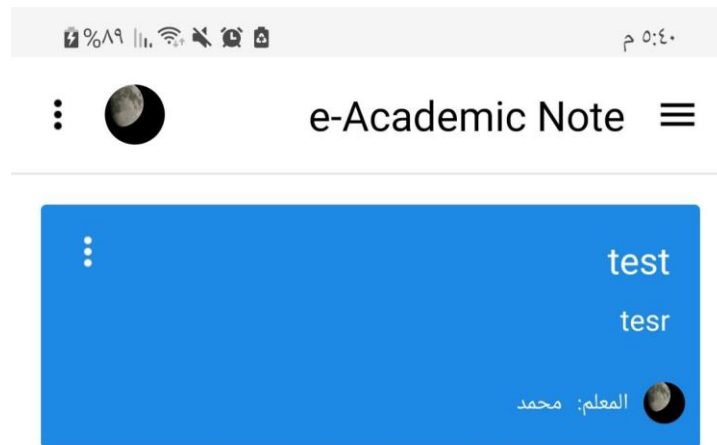 ٥:٤٠ م ٨٩%
e-Academic Note
test
tesr
المعلم: محمد